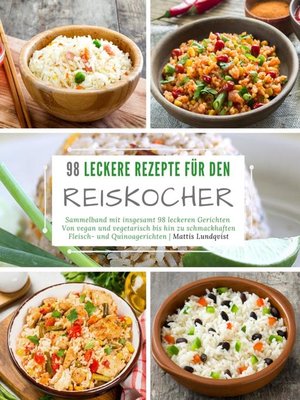 98 LECKERE REZEPTE FÜR DEN
REISKOCHER
Sammelband mit insgesamt 98 leckeren Gerichten
Von vegan und vegetarisch bis hin zu schmackhaften
Fleisch- und Quinoagerichten | Mattis Lundqvist